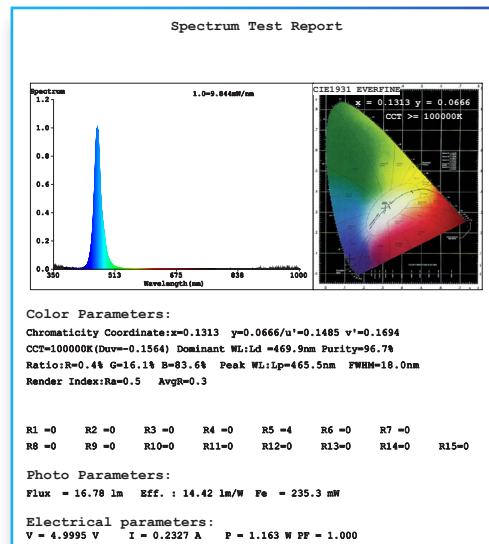 Spectrum Test Report
Spectrum
1.0=9.844mW/nm
1.2
1.0
0.8
0.6
0.4
0.2
0.0
350 513 675 838 1000
Wavelength(nm)
CIE1931 EVERFINE
x = 0.1313 y = 0.0666
CCT >= 100000K
Color Parameters:
Chromaticity Coordinate:x=0.1313 y=0.0666/u'=0.1485 v'=0.1694
CCT=100000K(Duv=-0.1564) Dominant WL:Ld =469.9nm Purity=96.7%
Ratio:R=0.4% G=16.1% B=83.6% Peak WL:Lp=465.5nm FWHM=18.0nm
Render Index:Ra=0.5 AvgR=0.3
R1 =0 R2 =0 R3 =0 R4 =0 R5 =4 R6 =0 R7 =0
R8 =0 R9 =0 R10=0 R11=0 R12=0 R13=0 R14=0 R15=0
Photo Parameters:
Flux = 16.78 lm Eff. : 14.42 lm/W Fe = 235.3 mW
Electrical parameters:
V = 4.9995 V I = 0.2327 A P = 1.163 W PF = 1.000